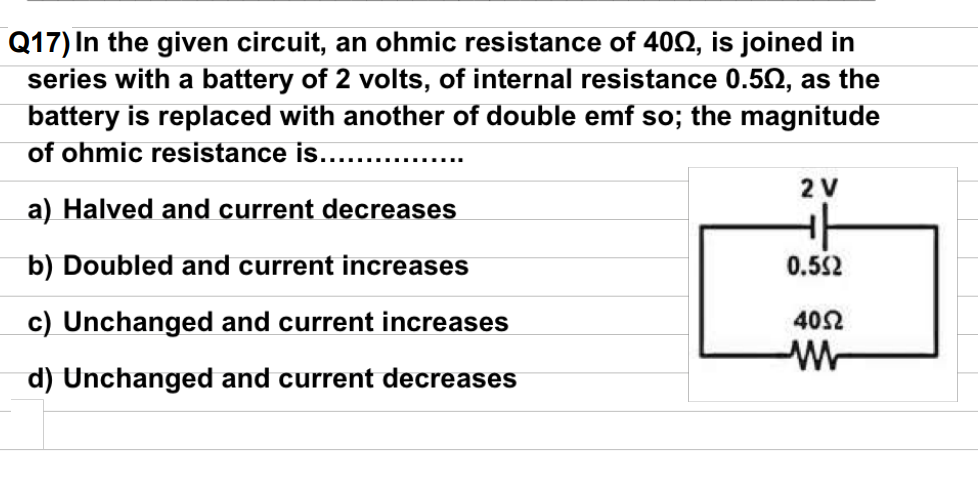 Q17) In the given circuit, an ohmic resistance of 40Ω, is joined in
series with a battery of 2 volts, of internal resistance 0.5Ω, as the
battery is replaced with another of double emf so; the magnitude
of ohmic resistance is................
a) Halved and current decreases
b) Doubled and current increases
c) Unchanged and current increases
d) Unchanged and current decreases
2 V
0.5Ω
40Ω